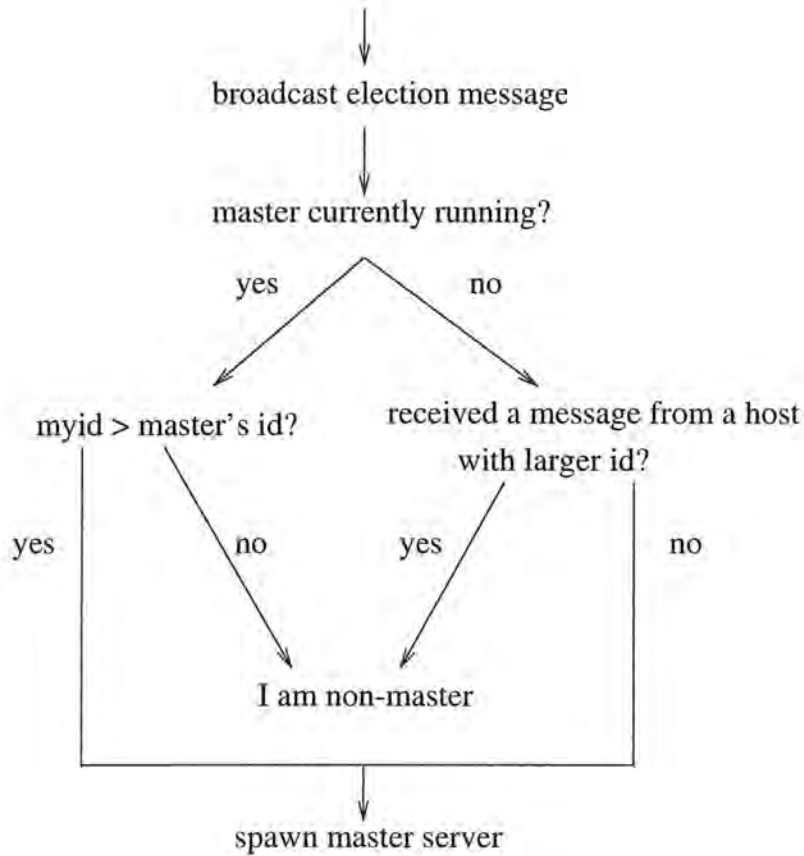 broadcast election message
master currently running?
yes
no
myid > master's id?
received a message from a host
with larger id?
yes
no
yes
no
I am non-master
spawn master server